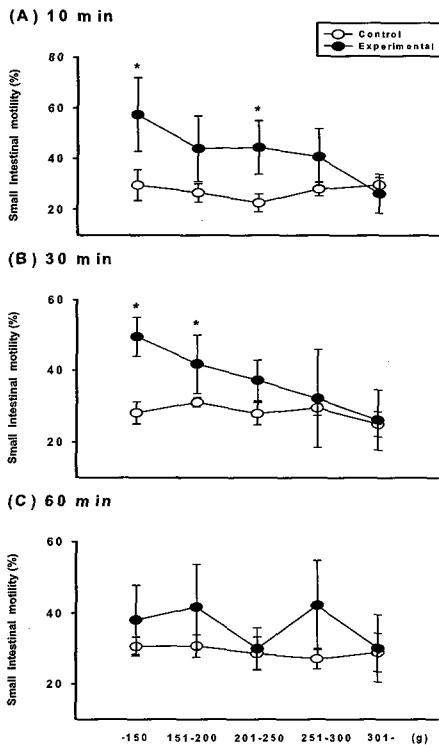 (A) 10 min
Control
Experimental
Small Intestinal motility (%)
80
60
40
20
*
*
(B) 30 min
Small Intestinal motility (%)
60
40
20
*
*
(C) 60 min
Small Intestinal motility (%)
60
40
20
-150 151-200 201-250 251-300 301- (g)